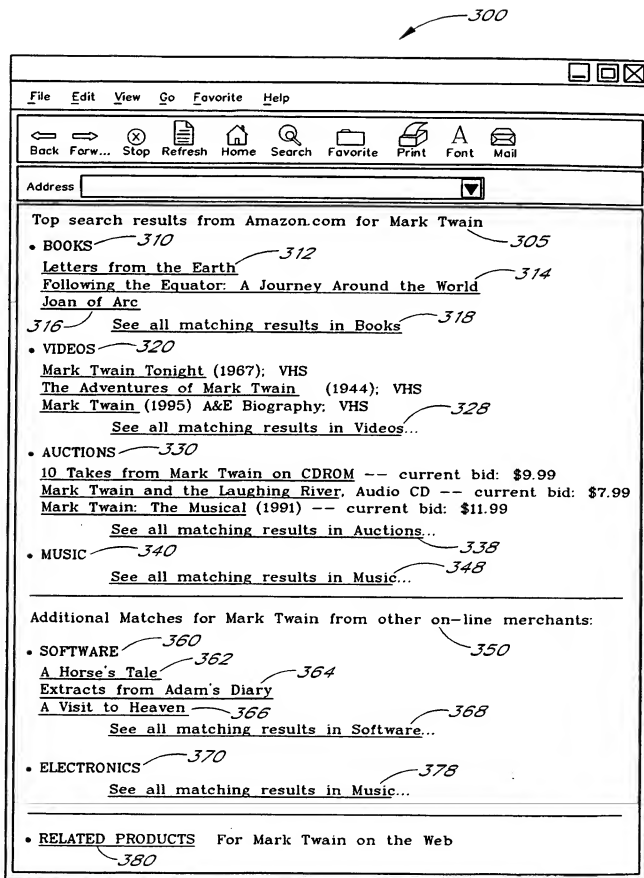 300
File Edit View Go Favorite Help
Back Forw... Stop Refresh Home Search Favorite Print Font Mail
Address
Top search results from Amazon.com for Mark Twain
305
• BOOKS 310
Letters from the Earth 312
Following the Equator: A Journey Around the World 314
Joan of Arc
316 See all matching results in Books 318
• VIDEOS 320
Mark Twain Tonight (1967); VHS
The Adventures of Mark Twain (1944); VHS
Mark Twain (1995) A&E Biography; VHS
See all matching results in Videos... 328
• AUCTIONS 330
10 Takes from Mark Twain on CDROM -- current bid: $9.99
Mark Twain and the Laughing River, Audio CD -- current bid: $7.99
Mark Twain: The Musical (1991) -- current bid: $11.99
See all matching results in Auctions... 338
• MUSIC 340
See all matching results in Music... 348
Additional Matches for Mark Twain from other on-line merchants:
350
• SOFTWARE 360
A Horse's Tale 362
Extracts from Adam's Diary 364
A Visit to Heaven 366
See all matching results in Software... 368
• ELECTRONICS 370
See all matching results in Music... 378
• RELATED PRODUCTS For Mark Twain on the Web
380